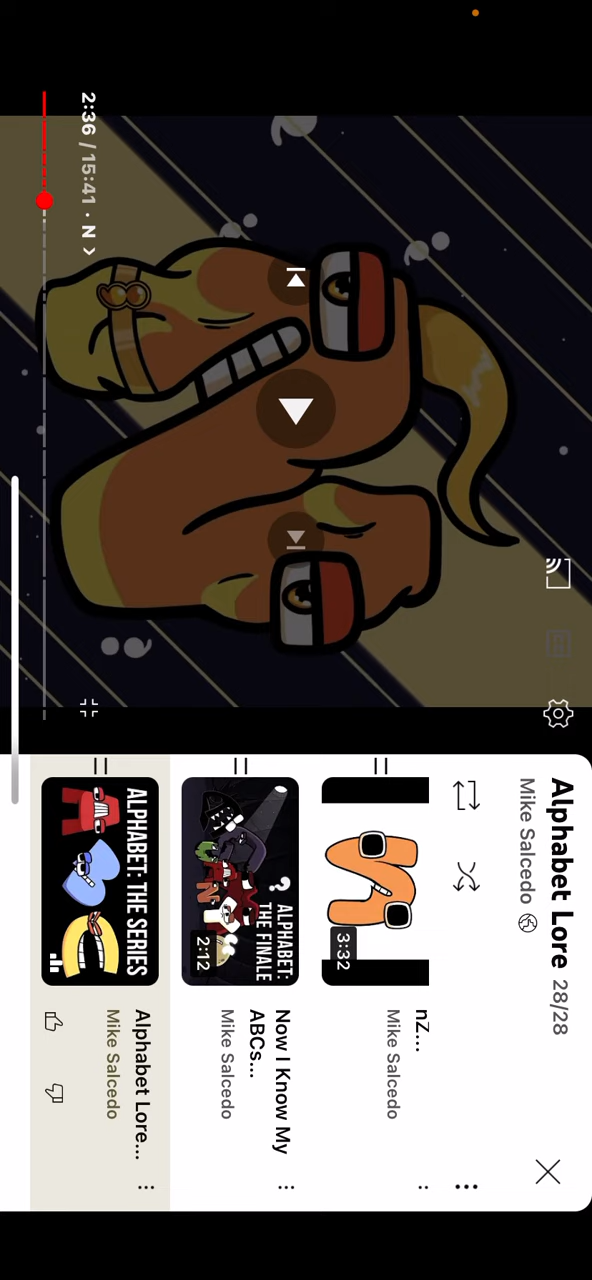 2:36 / 15:41 · N >
Alphabet Lore 28/28
Mike Salcedo
3:32
nZ...
Mike Salcedo
ALPHABET:
THE FINALE
2:12
Now I Know My
ABCs....
Mike Salcedo
ALPHABET: THE SERIES
Alphabet Lore...
Mike Salcedo